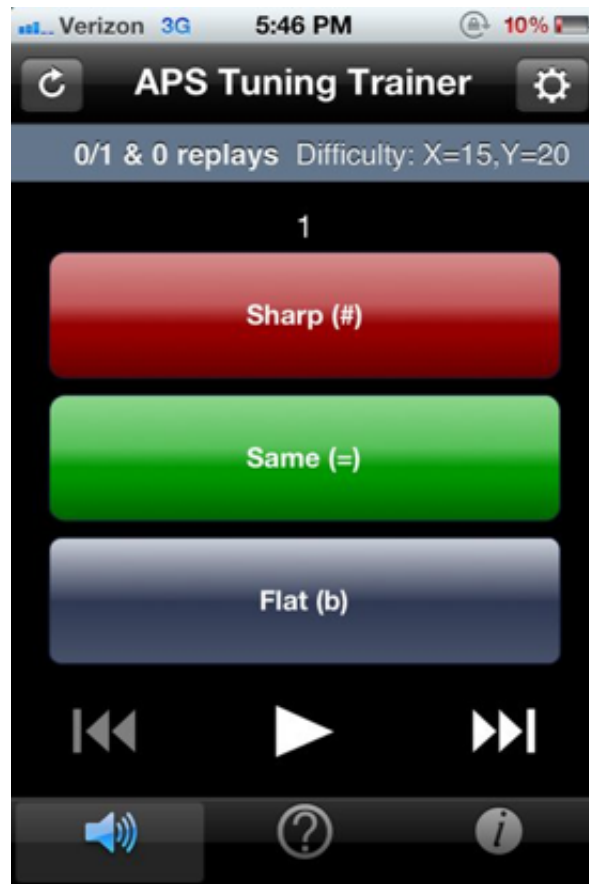 Verizon 3G 5:46 PM 10%
APS Tuning Trainer
0/1 & 0 replays Difficulty: X=15,Y=20
1
Sharp (#)
Same (=)
Flat (b)